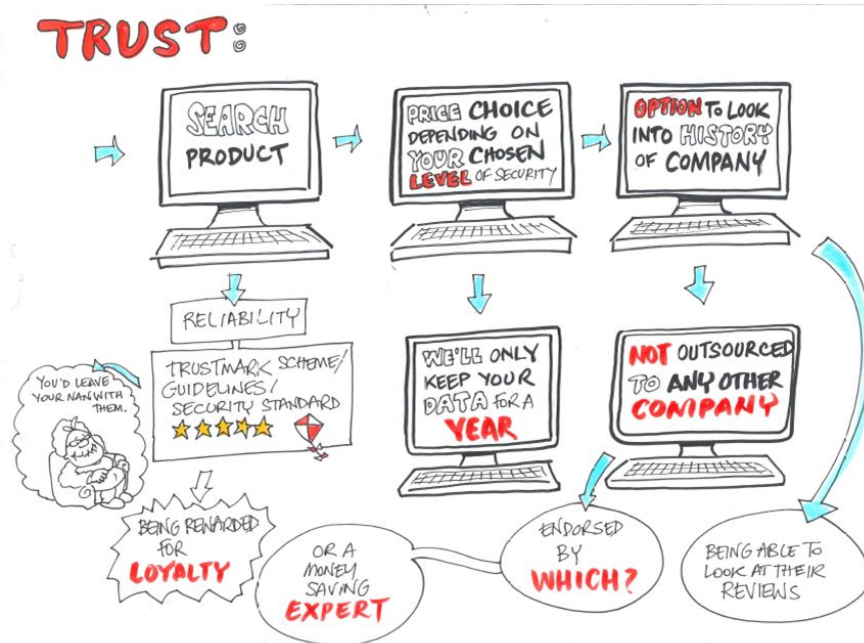 TRUST:
SEARCH
PRODUCT
PRICE CHOICE
DEPENDING ON
YOUR CHOSEN
LEVEL OF SECURITY
OPTION TO LOOK
INTO HISTORY
OF COMPANY
RELIABILITY
TRUSTMARK SCHEME/
GUIDELINES/
SECURITY STANDARD
YOU'D LEAVE
YOUR NAN WITH
THEM.
WE'LL ONLY
KEEP YOUR
DATA FOR A
YEAR
NOT OUTSOURCED
TO ANY OTHER
COMPANY
BEING REWARDED
FOR
LOYALTY
OR A
MONEY
SAVING
EXPERT
ENDORSED
BY
WHICH?
BEING ABLE TO
LOOK AT THEIR
REVIEWS